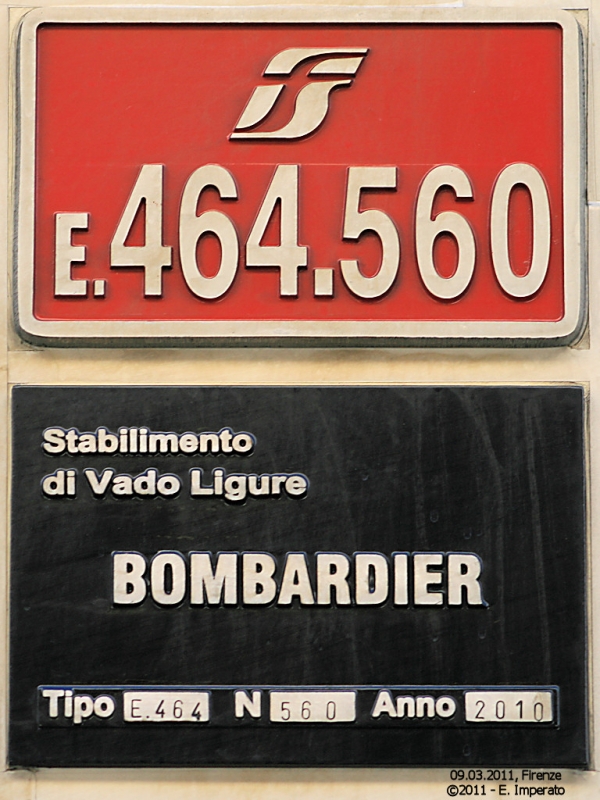 E.464.560
Stabilimento
di Vado Ligure
BOMBARDIER
Tipo E.464 N 560 Anno 2010
09.03.2011, Firenze
©2011 - E. Imperato